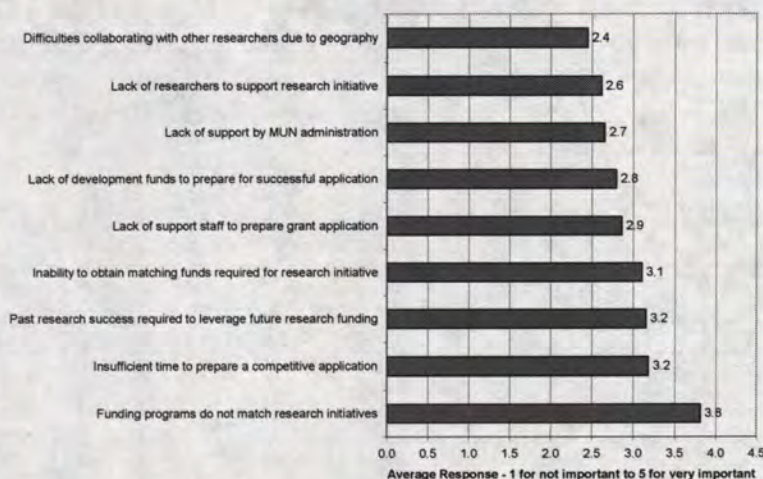 Difficulties collaborating with other researchers due to geography
2.4
Lack of researchers to support research initiative
2.6
Lack of support by MUN administration
2.7
Lack of development funds to prepare for successful application
2.8
Lack of support staff to prepare grant application
2.9
Inability to obtain matching funds required for research initiative
3.1
Past research success required to leverage future research funding
3.2
Insufficient time to prepare a competitive application
3.2
Funding programs do not match research initiatives
3.8
0.0 0.5 1.0 1.5 2.0 2.5 3.0 3.5 4.0 4.5
Average Response - 1 for not important to 5 for very important